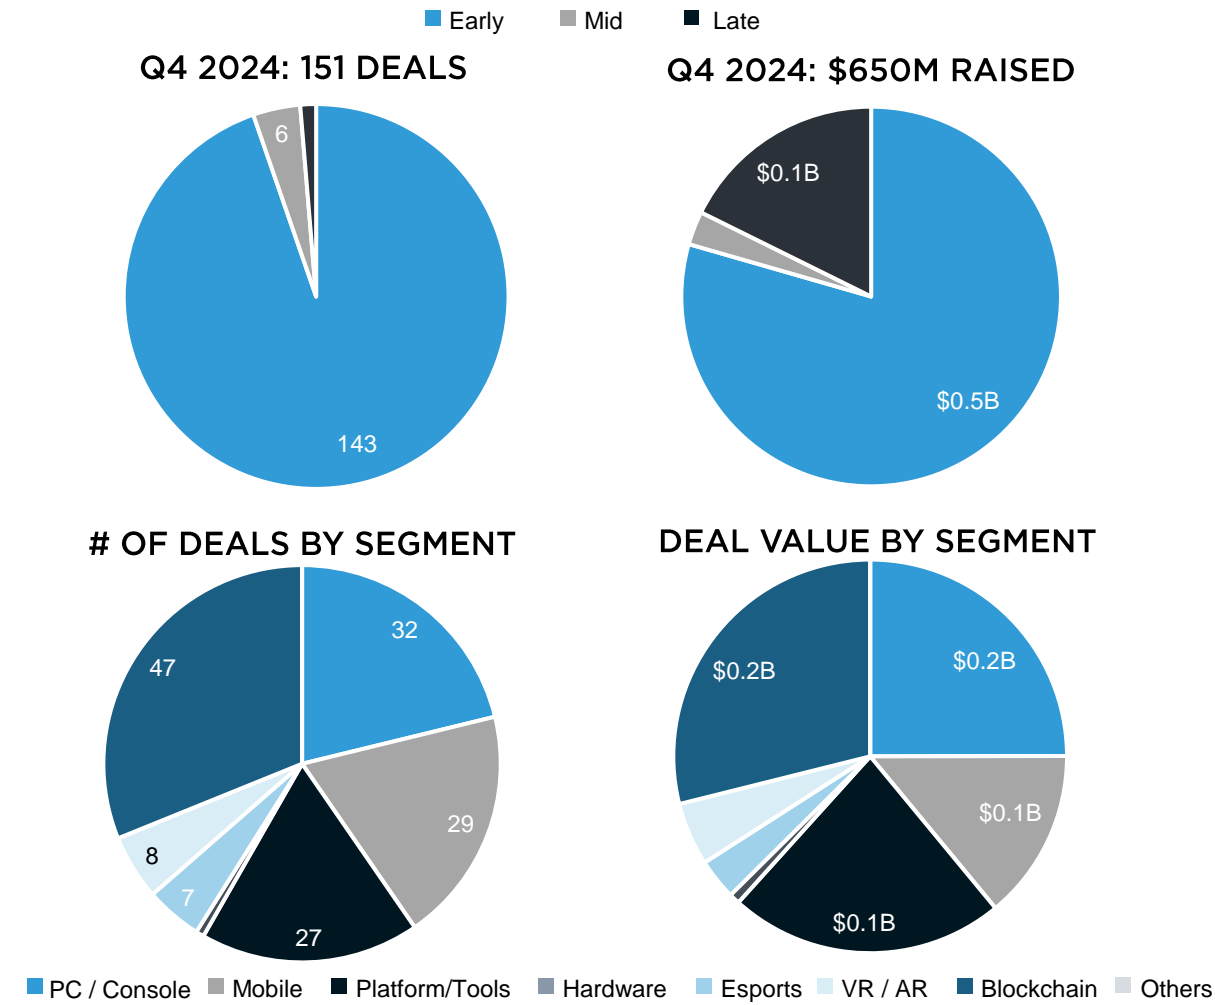 Early Mid Late
Q4 2024: 151 DEALS
6
143
Q4 2024: $650M RAISED
$0.1B
$0.5B
# OF DEALS BY SEGMENT
32
47
29
8
7
27
DEAL VALUE BY SEGMENT
$0.2B
$0.2B
$0.1B
$0.1B
PC / Console Mobile Platform/Tools Hardware Esports VR / AR Blockchain Others